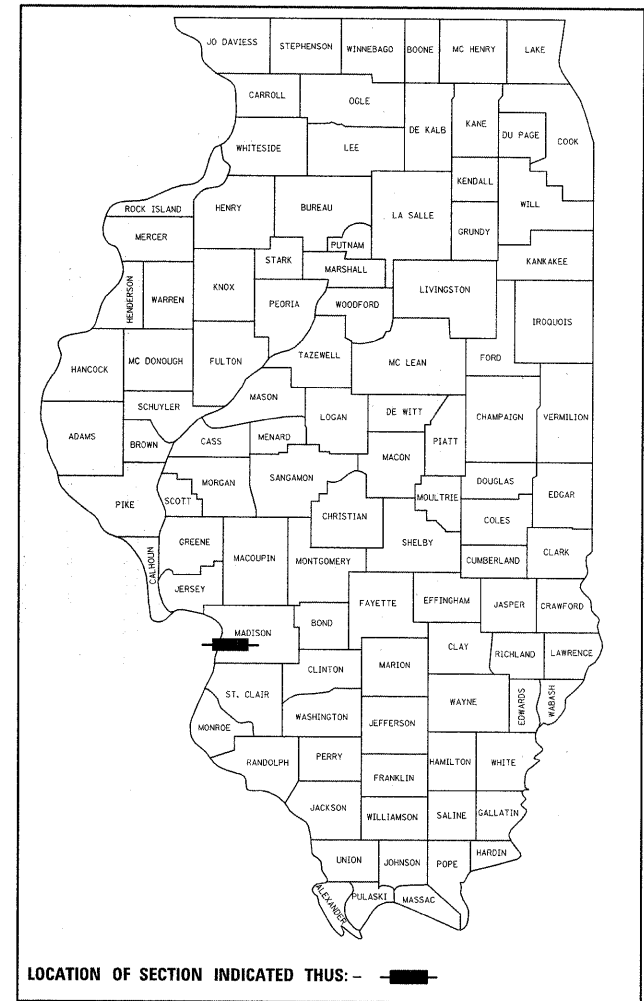 JO DAVIESS STEPHENSON WINNEBAGO BOONE MC HENRY LAKE
CARROLL OGLE DE KALB KANE DU PAGE COOK
WHITESIDE LEE
KENDALL WILL
ROCK ISLAND HENRY BUREAU LA SALLE
MERCER PUTNAM GRUNDY
STARK MARSHALL KANKAKEE
HENDERSON WARREN KNOX PEORIA WOODFORD LIVINGSTON
IROQUOIS
HANCOCK MC DONOUGH FULTON TAZEWELL MC LEAN FORD
MASON
SCHUYLER LOGAN DE WITT CHAMPAIGN VERMILION
ADAMS BROWN CASS MENARD MACON PIATT
MORGAN SANGAMON DOUGLAS
PIKE SCOTT CHRISTIAN MOULTRIE EDGAR
COLES
GREENE MACOUPIN MONTGOMERY SHELBY
CALHOUN CUMBERLAND CLARK
JERSEY FAYETTE EFFINGHAM JASPER CRAWFORD
MADISON BOND
CLAY RICHLAND LAWRENCE
CLINTON MARION
ST. CLAIR WAYNE EDWARDS WABASH
MONROE WASHINGTON JEFFERSON
RANDOLPH PERRY HAMILTON WHITE
FRANKLIN
JACKSON WILLIAMSON SALINE GALLATIN
UNION JOHNSON POPE HARDIN
ALEXANDER PULASKI MASSAC
LOCATION OF SECTION INDICATED THUS: –